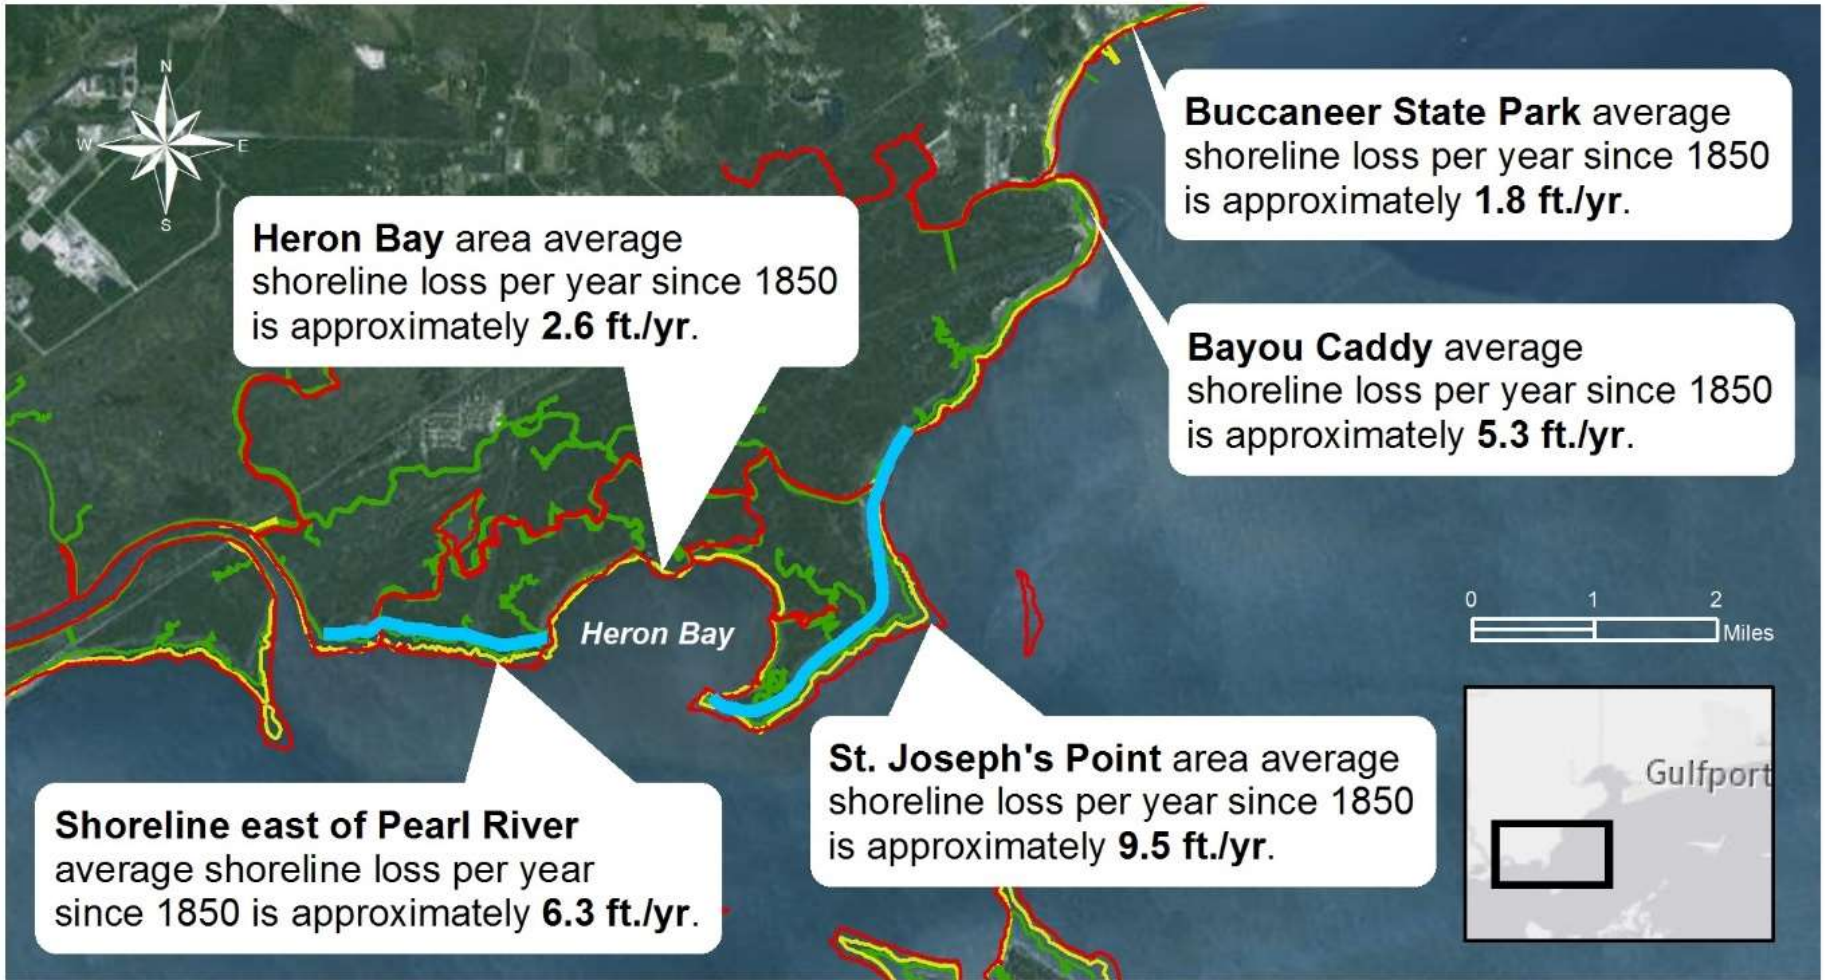 N
W
E
S
Buccaneer State Park average
shoreline loss per year since 1850
is approximately 1.8 ft./yr.
Heron Bay area average
shoreline loss per year since 1850
is approximately 2.6 ft./yr.
Bayou Caddy average
shoreline loss per year since 1850
is approximately 5.3 ft./yr.
Heron Bay
0 1 2
Miles
St. Joseph's Point area average
shoreline loss per year since 1850
is approximately 9.5 ft./yr.
Gulfport
Shoreline east of Pearl River
average shoreline loss per year
since 1850 is approximately 6.3 ft./yr.